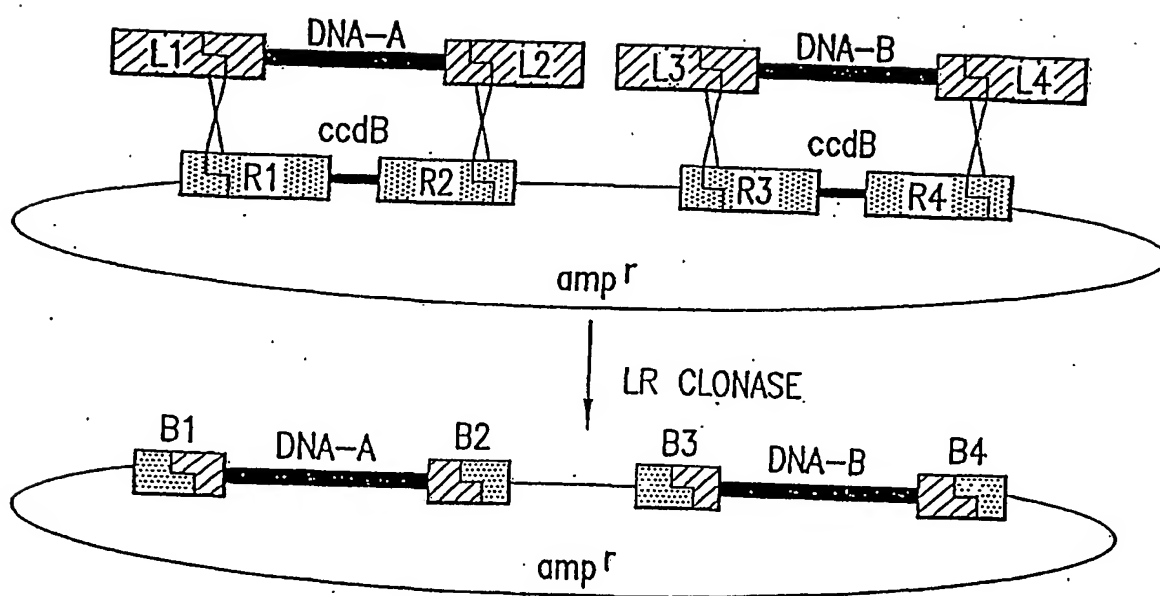 L1 DNA-A L2 L3 DNA-B L4
ccdB ccdB
R1 R2 R3 R4
amp r
LR CLONASE
B1 DNA-A B2 B3 DNA-B B4
amp r